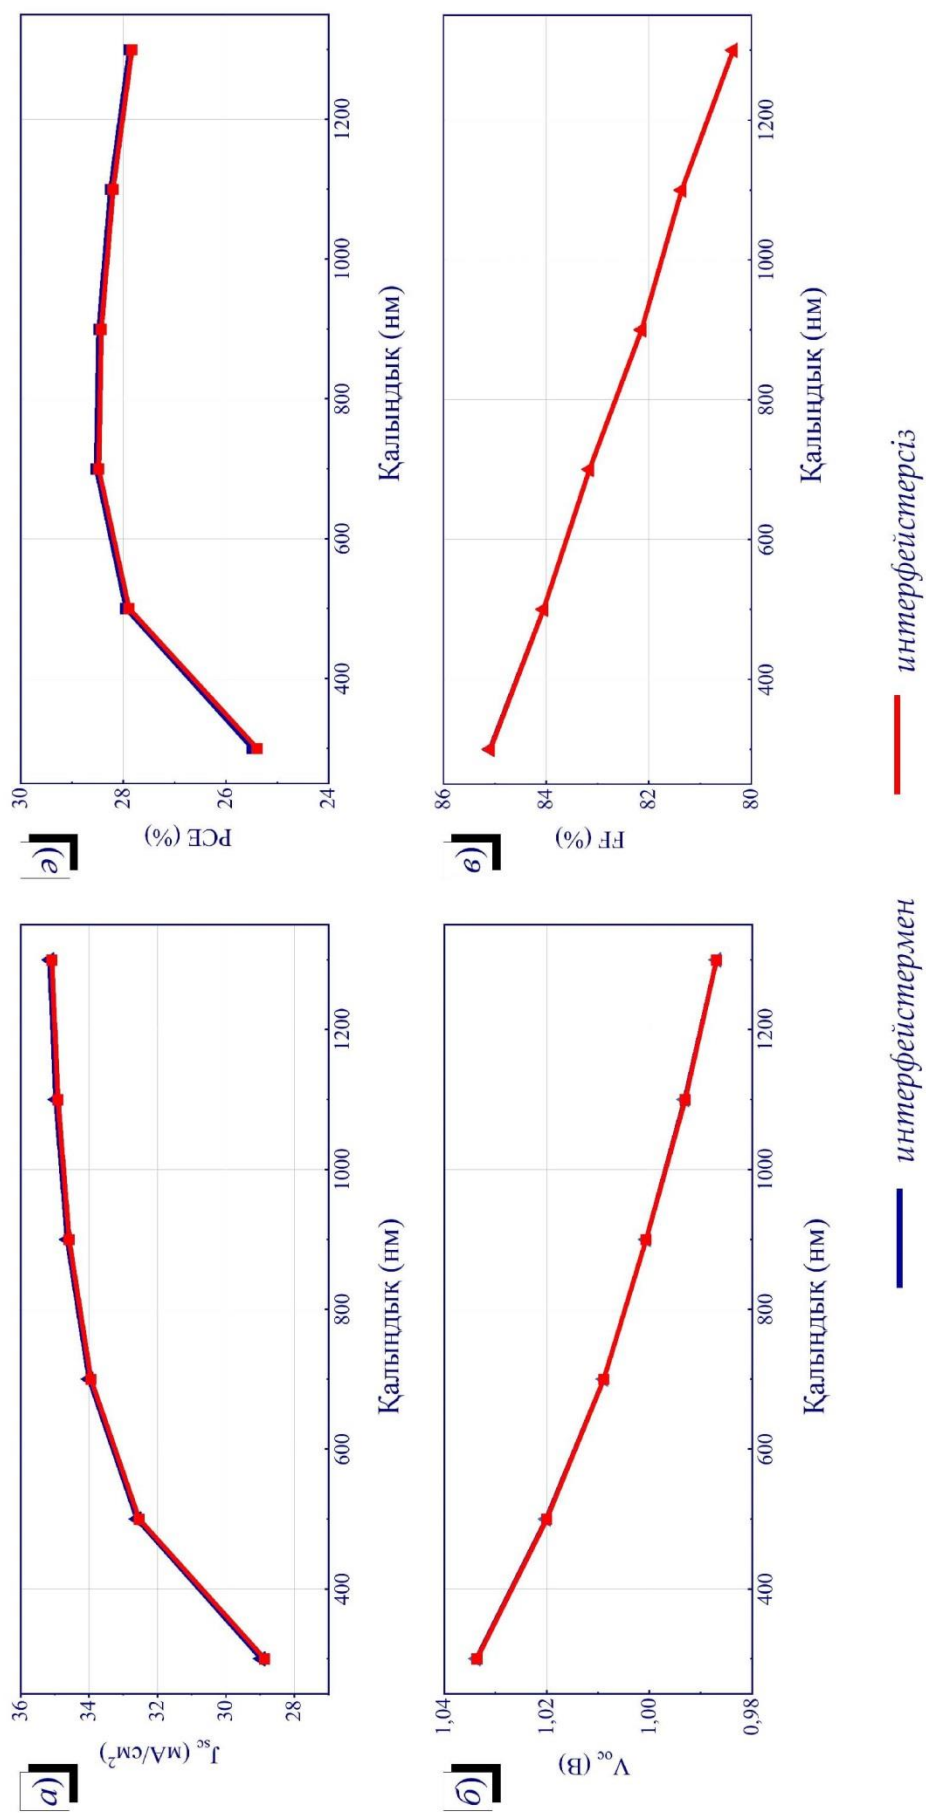 а)
J_sc (мА/см²)
36
34
32
30
28
400 600 800 1000 1200
Қалыңдық (нм)
ә)
PCE (%)
30
28
26
24
400 600 800 1000 1200
Қалыңдық (нм)
б)
V_oc (В)
1,04
1,02
1,00
0,98
400 600 800 1000 1200
Қалыңдық (нм)
в)
FF (%)
86
84
82
80
400 600 800 1000 1200
Қалыңдық (нм)
интерфейстермен интерфейстерсіз